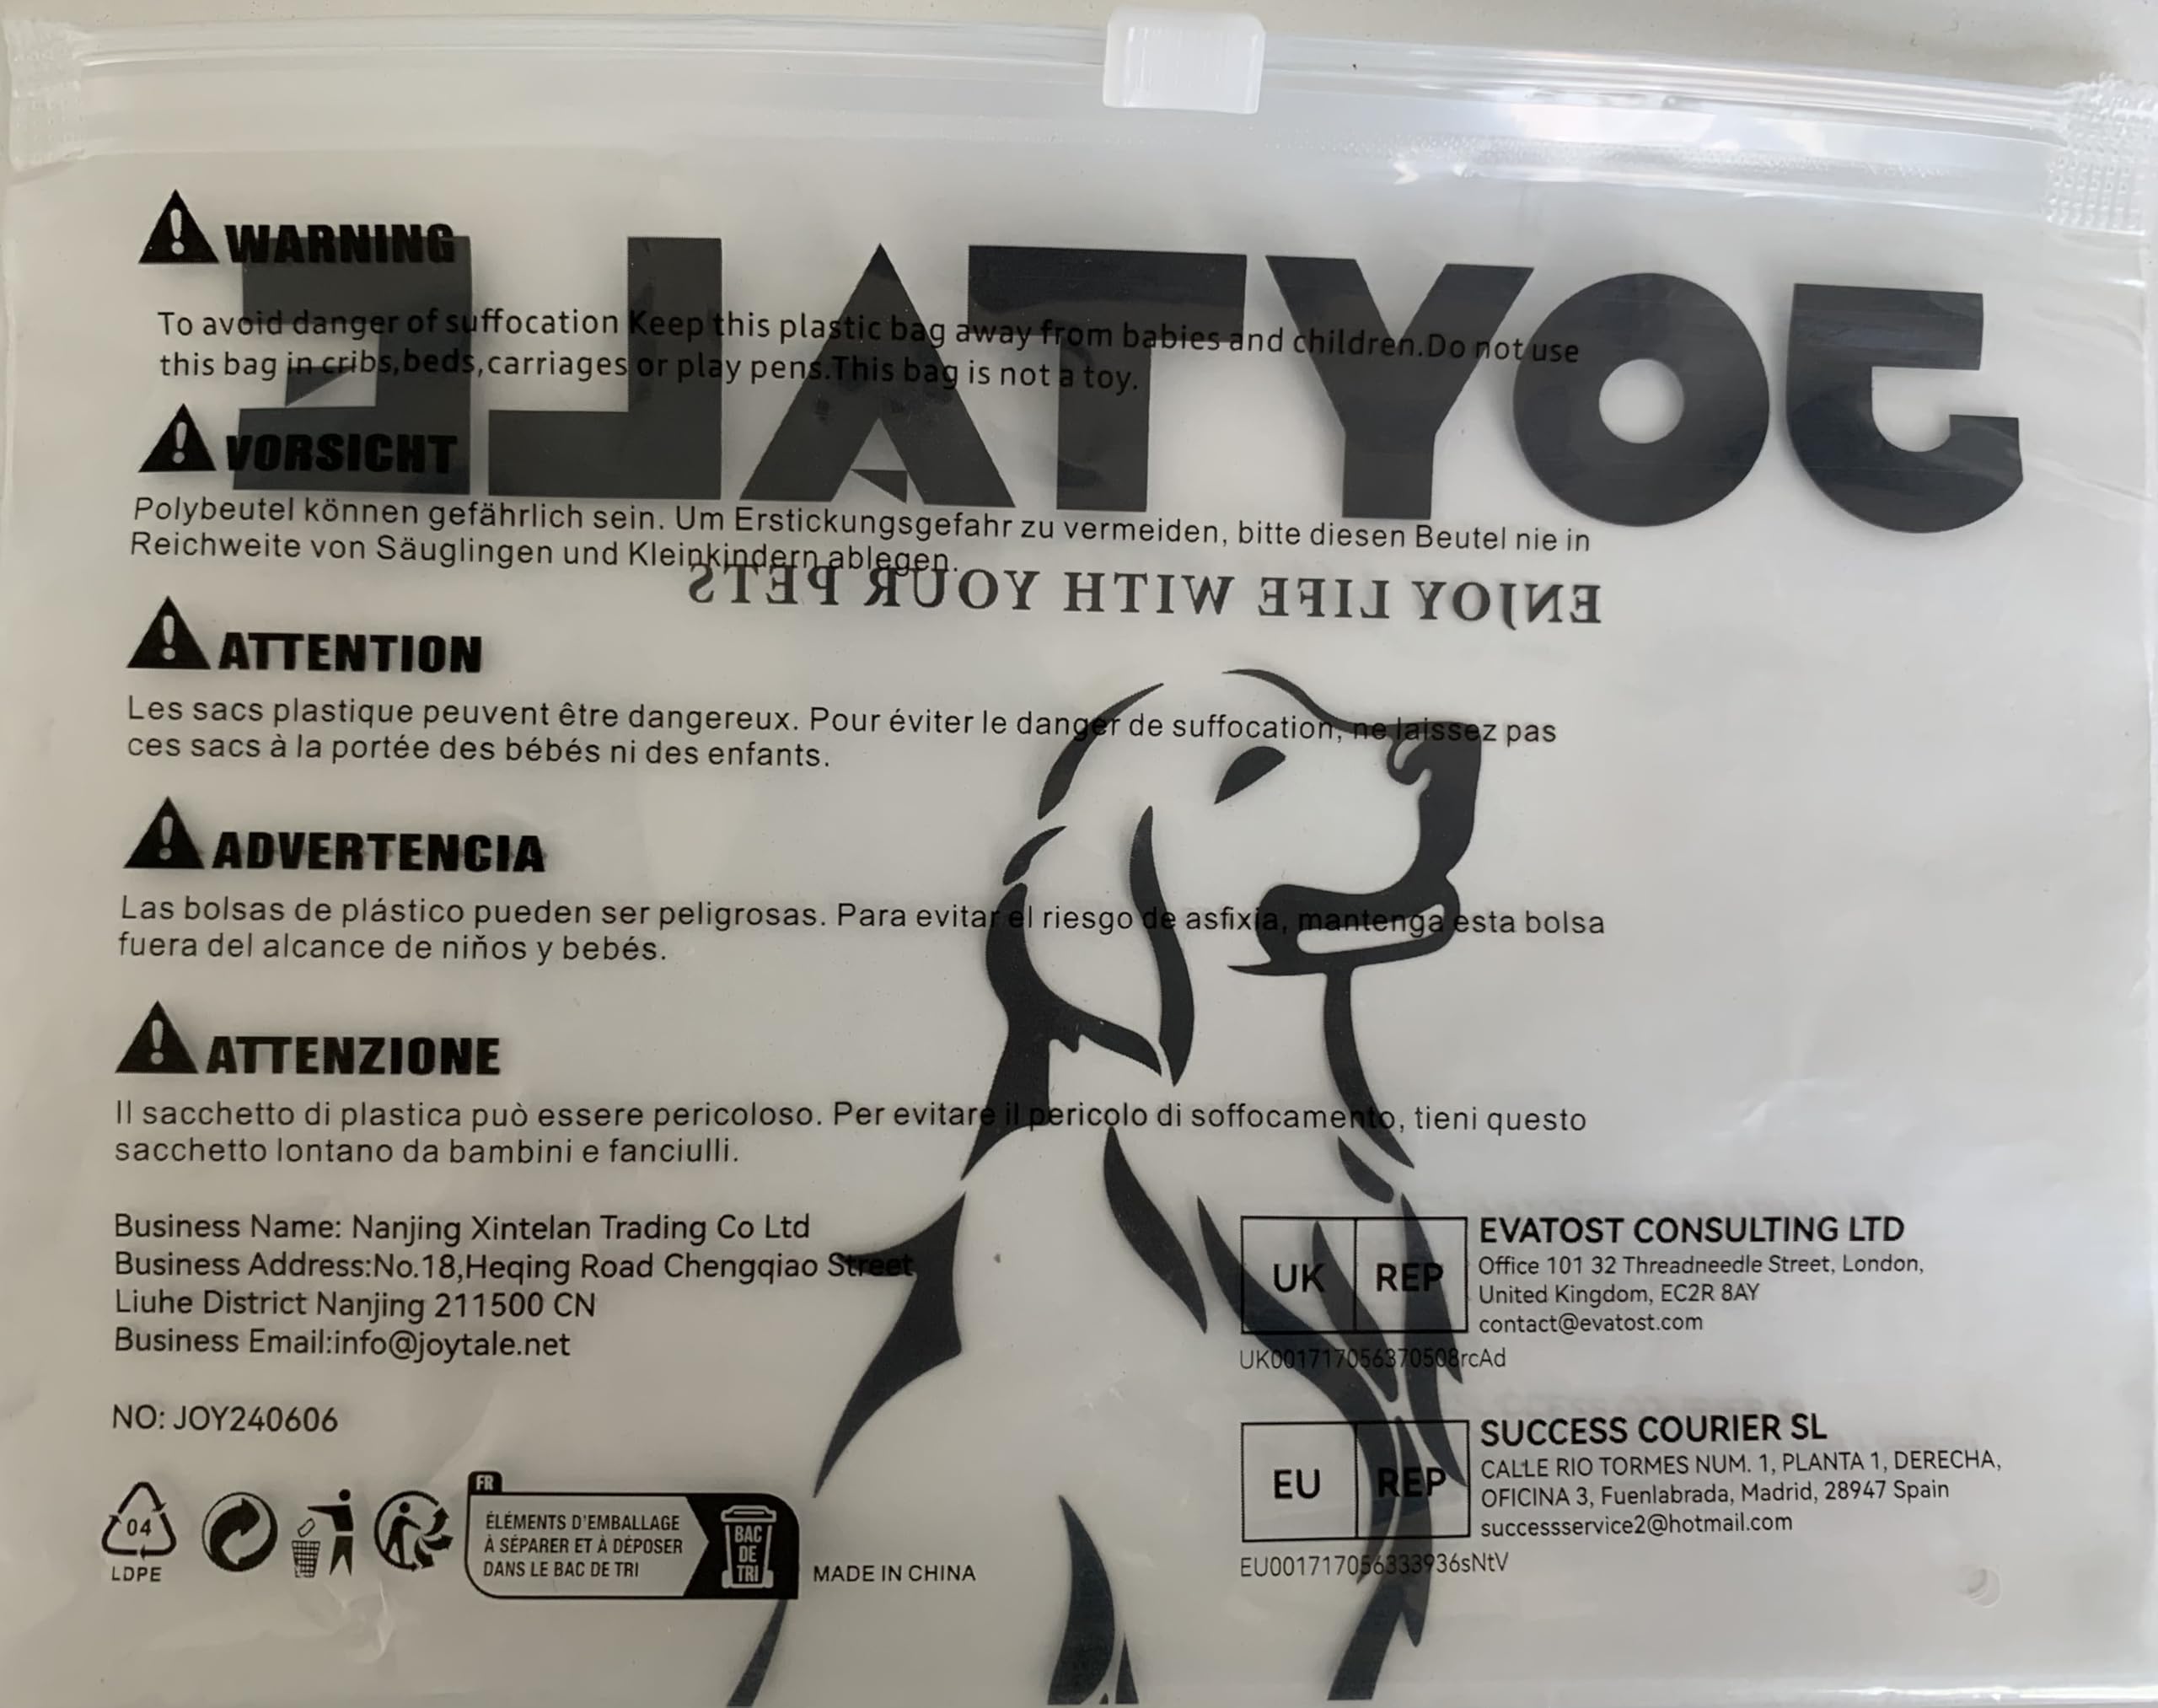 WARNING
JOYTALE
To avoid danger of suffocation Keep this plastic bag away from babies and children.Do not use
this bag in cribs,beds,carriages or play pens.This bag is not a toy.
VORSICHT
Polybeutel können gefährlich sein. Um Erstickungsgefahr zu vermeiden, bitte diesen Beutel nie in
Reichweite von Säuglingen und Kleinkindern ablegen.
ENJOY LIFE WITH YOUR PETS
ATTENTION
Les sacs plastique peuvent être dangereux. Pour éviter le danger de suffocation, ne laissez pas
ces sacs à la portée des bébés ni des enfants.
ADVERTENCIA
Las bolsas de plástico pueden ser peligrosas. Para evitar el riesgo de asfixia, mantenga esta bolsa
fuera del alcance de niňos y bebés.
ATTENZIONE
Il sacchetto di plastica può essere pericoloso. Per evitare il pericolo di soffocamento, tieni questo
sacchetto lontano da bambini e fanciulli.
Business Name: Nanjing Xintelan Trading Co Ltd
Business Address:No.18,Heqing Road Chengqiao Street
Liuhe District Nanjing 211500 CN
Business Email:info@joytale.net
NO: JOY240606
UK REP
EVATOST CONSULTING LTD
Office 101 32 Threadneedle Street, London,
United Kingdom, EC2R 8AY
contact@evatost.com
UK001717056370508rcAd
EU REP
SUCCESS COURIER SL
CALLE RIO TORMES NUM. 1, PLANTA 1, DERECHA,
OFICINA 3, Fuenlabrada, Madrid, 28947 Spain
successservice2@hotmail.com
EU001717056333936sNtV
04
LDPE
FR
ÉLÉMENTS D'EMBALLAGE
À SÉPARER ET À DÉPOSER
DANS LE BAC DE TRI
BAC
DE
TRI
MADE IN CHINA